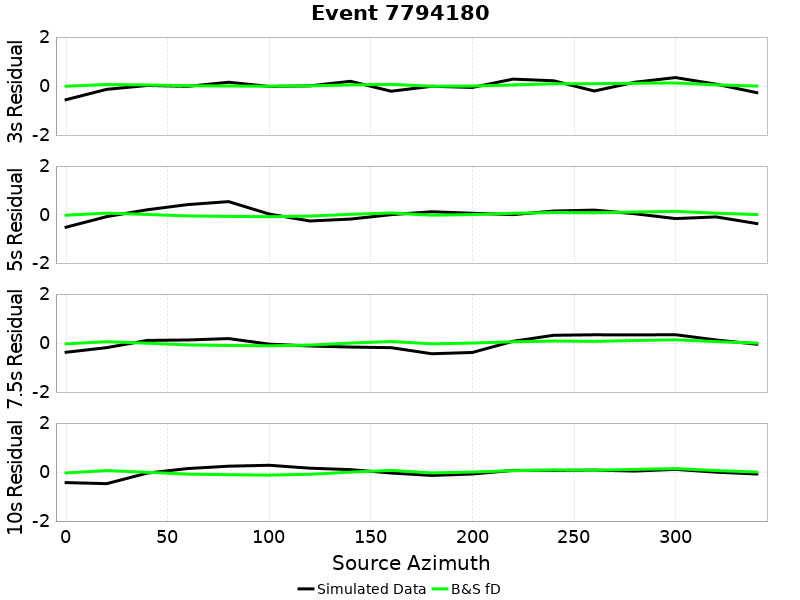 Event 7794180
3s Residual
2
0
-2
5s Residual
2
0
-2
7.5s Residual
2
0
-2
10s Residual
2
0
-2
0 50 100 150 200 250 300
Source Azimuth
Simulated Data B&S fD